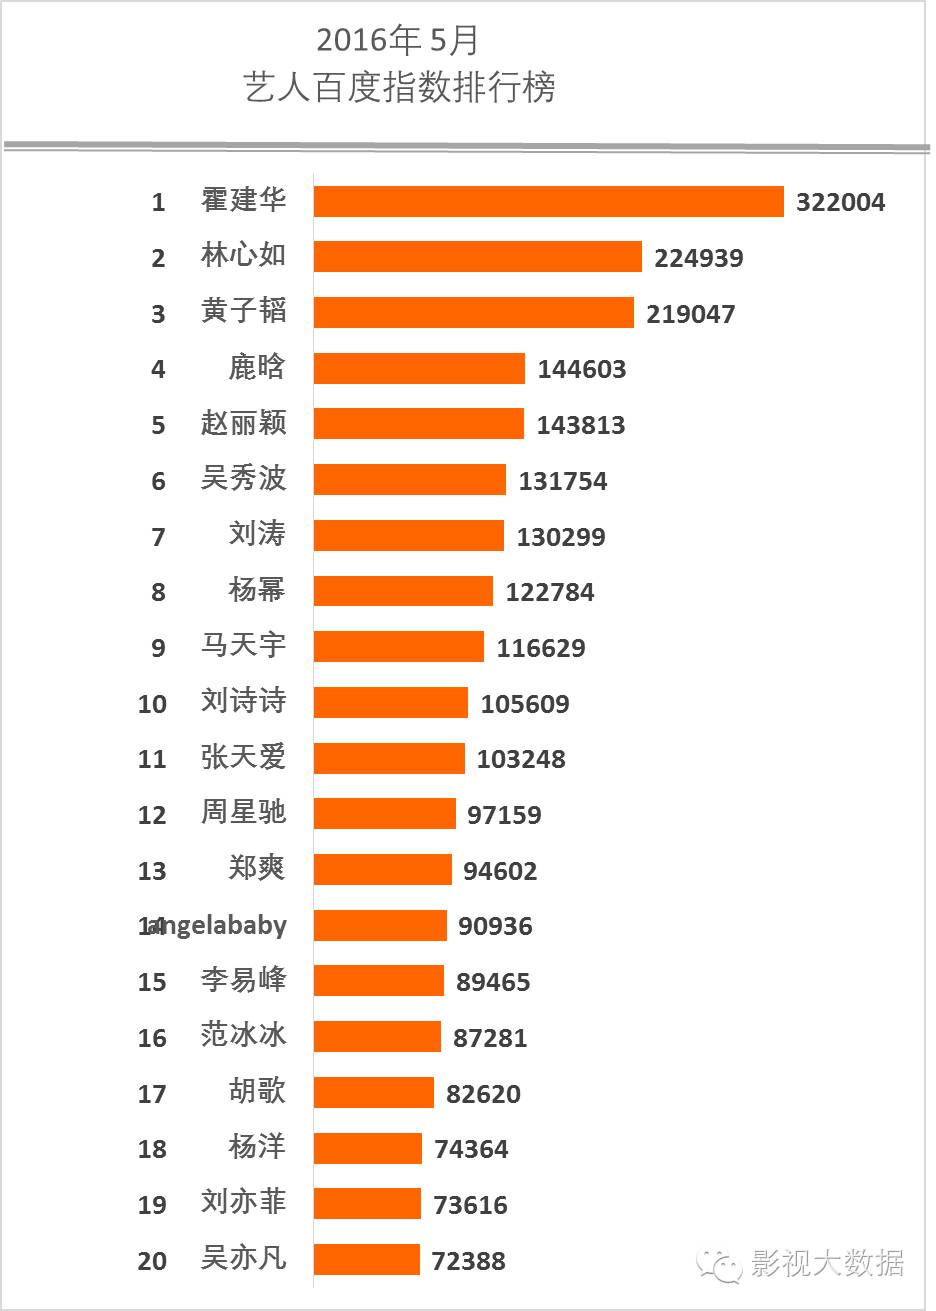 2016年 5月
艺人百度指数排行榜
1 霍建华 322004
2 林心如 224939
3 黄子韬 219047
4 鹿晗 144603
5 赵丽颖 143813
6 吴秀波 131754
7 刘涛 130299
8 杨幂 122784
9 马天宇 116629
10 刘诗诗 105609
11 张天爱 103248
12 周星驰 97159
13 郑爽 94602
14 angelababy 90936
15 李易峰 89465
16 范冰冰 87281
17 胡歌 82620
18 杨洋 74364
19 刘亦菲 73616
20 吴亦凡 72388
影视大数据